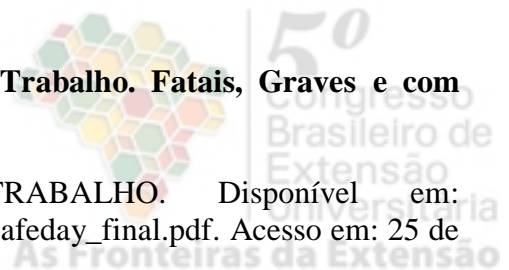 5º
Trabalho. Fatais, Graves e com
Congresso
Brasileiro de
Extensão
TRABALHO. Disponível em:
Universitária
afeday_final.pdf. Acesso em: 25 de
As Fronteiras da Extensão